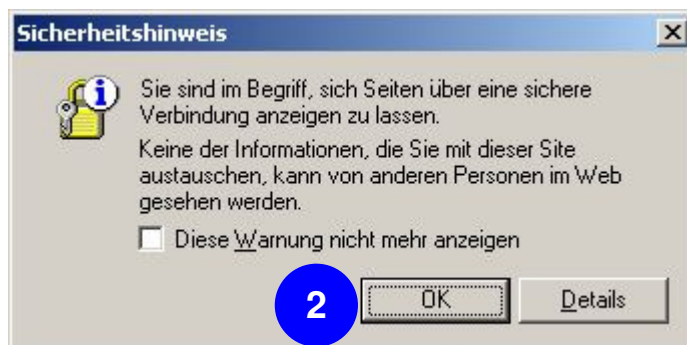 Sicherheitshinweis
Sie sind im Begriff, sich Seiten über eine sichere
Verbindung anzeigen zu lassen.
Keine der Informationen, die Sie mit dieser Site
austauschen, kann von anderen Personen im Web
gesehen werden.
Diese Warnung nicht mehr anzeigen
2 OK Details